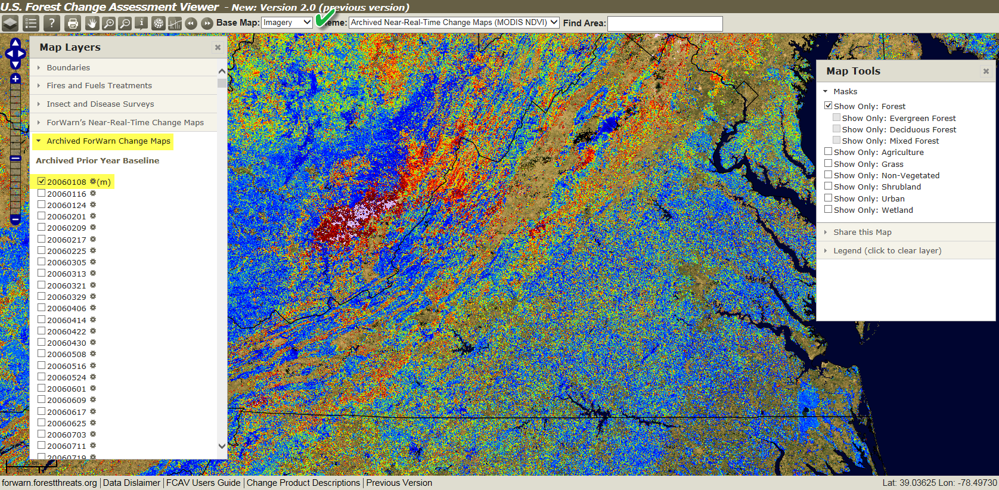 U.S. Forest Change Assessment Viewer - New: Version 2.0 (previous version)
Base Map: Imagery eme: Archived Near-Real-Time Change Maps (MODIS NDVI) Find Area:
Map Layers
Boundaries
Fires and Fuels Treatments
Insect and Disease Surveys
ForWarn's Near-Real-Time Change Maps
Archived ForWarn Change Maps
Archived Prior Year Baseline
20060108 (m)
20060116
20060124
20060201
20060209
20060217
20060225
20060305
20060313
20060321
20060329
20060406
20060414
20060422
20060430
20060508
20060516
20060524
20060601
20060609
20060617
20060625
20060703
20060711
20060719
Map Tools
Masks
Show Only: Forest
Show Only: Evergreen Forest
Show Only: Deciduous Forest
Show Only: Mixed Forest
Show Only: Agriculture
Show Only: Grass
Show Only: Non-Vegetated
Show Only: Shrubland
Show Only: Urban
Show Only: Wetland
Share this Map
Legend (click to clear layer)
forwarn.forestthreats.org | Data Dislaimer | FCAV Users Guide | Change Product Descriptions | Previous Version
Lat: 39.03625 Lon: -78.49730